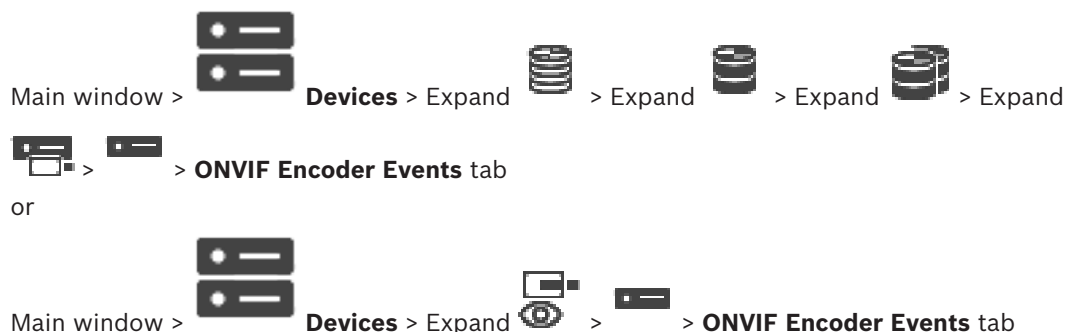 Main window > Devices > Expand > Expand > Expand > Expand
> > ONVIF Encoder Events tab
or
Main window > Devices > Expand > > ONVIF Encoder Events tab